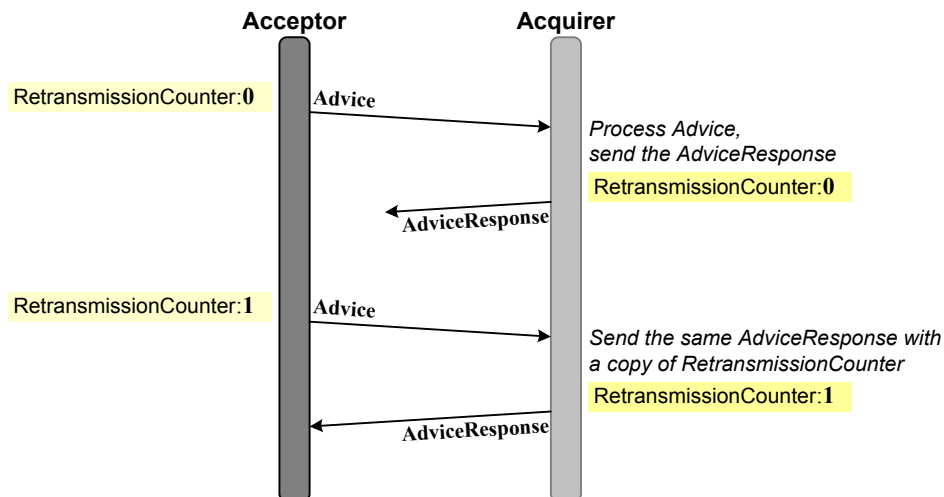 Acceptor
Acquirer
RetransmissionCounter:0
Advice
Process Advice,
send the AdviceResponse
RetransmissionCounter:0
AdviceResponse
RetransmissionCounter:1
Advice
Send the same AdviceResponse with
a copy of RetransmissionCounter
RetransmissionCounter:1
AdviceResponse